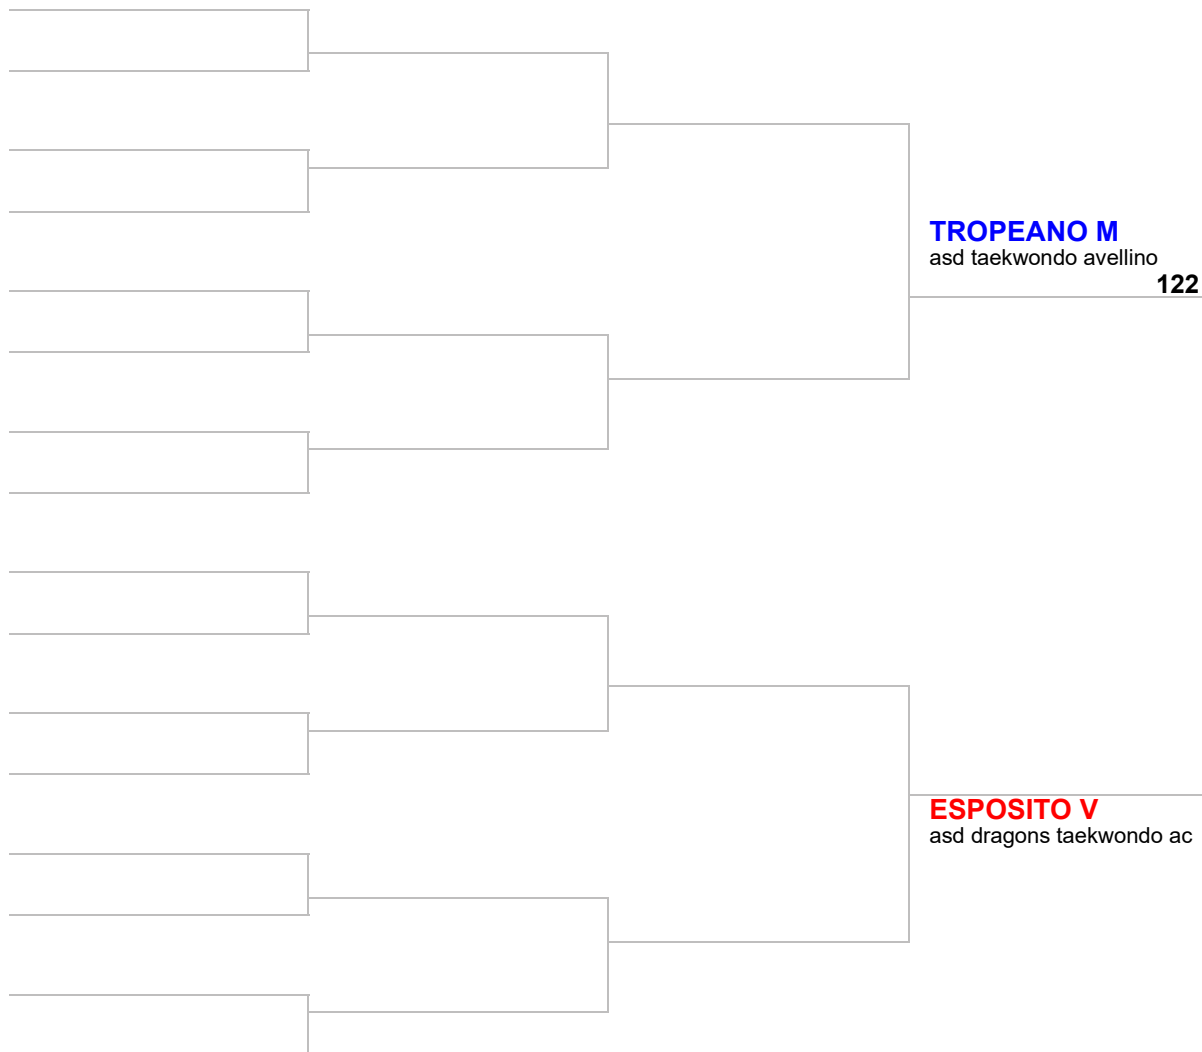 TROPEANO M
asd taekwondo avellino
122
ESPOSITO V
asd dragons taekwondo ac